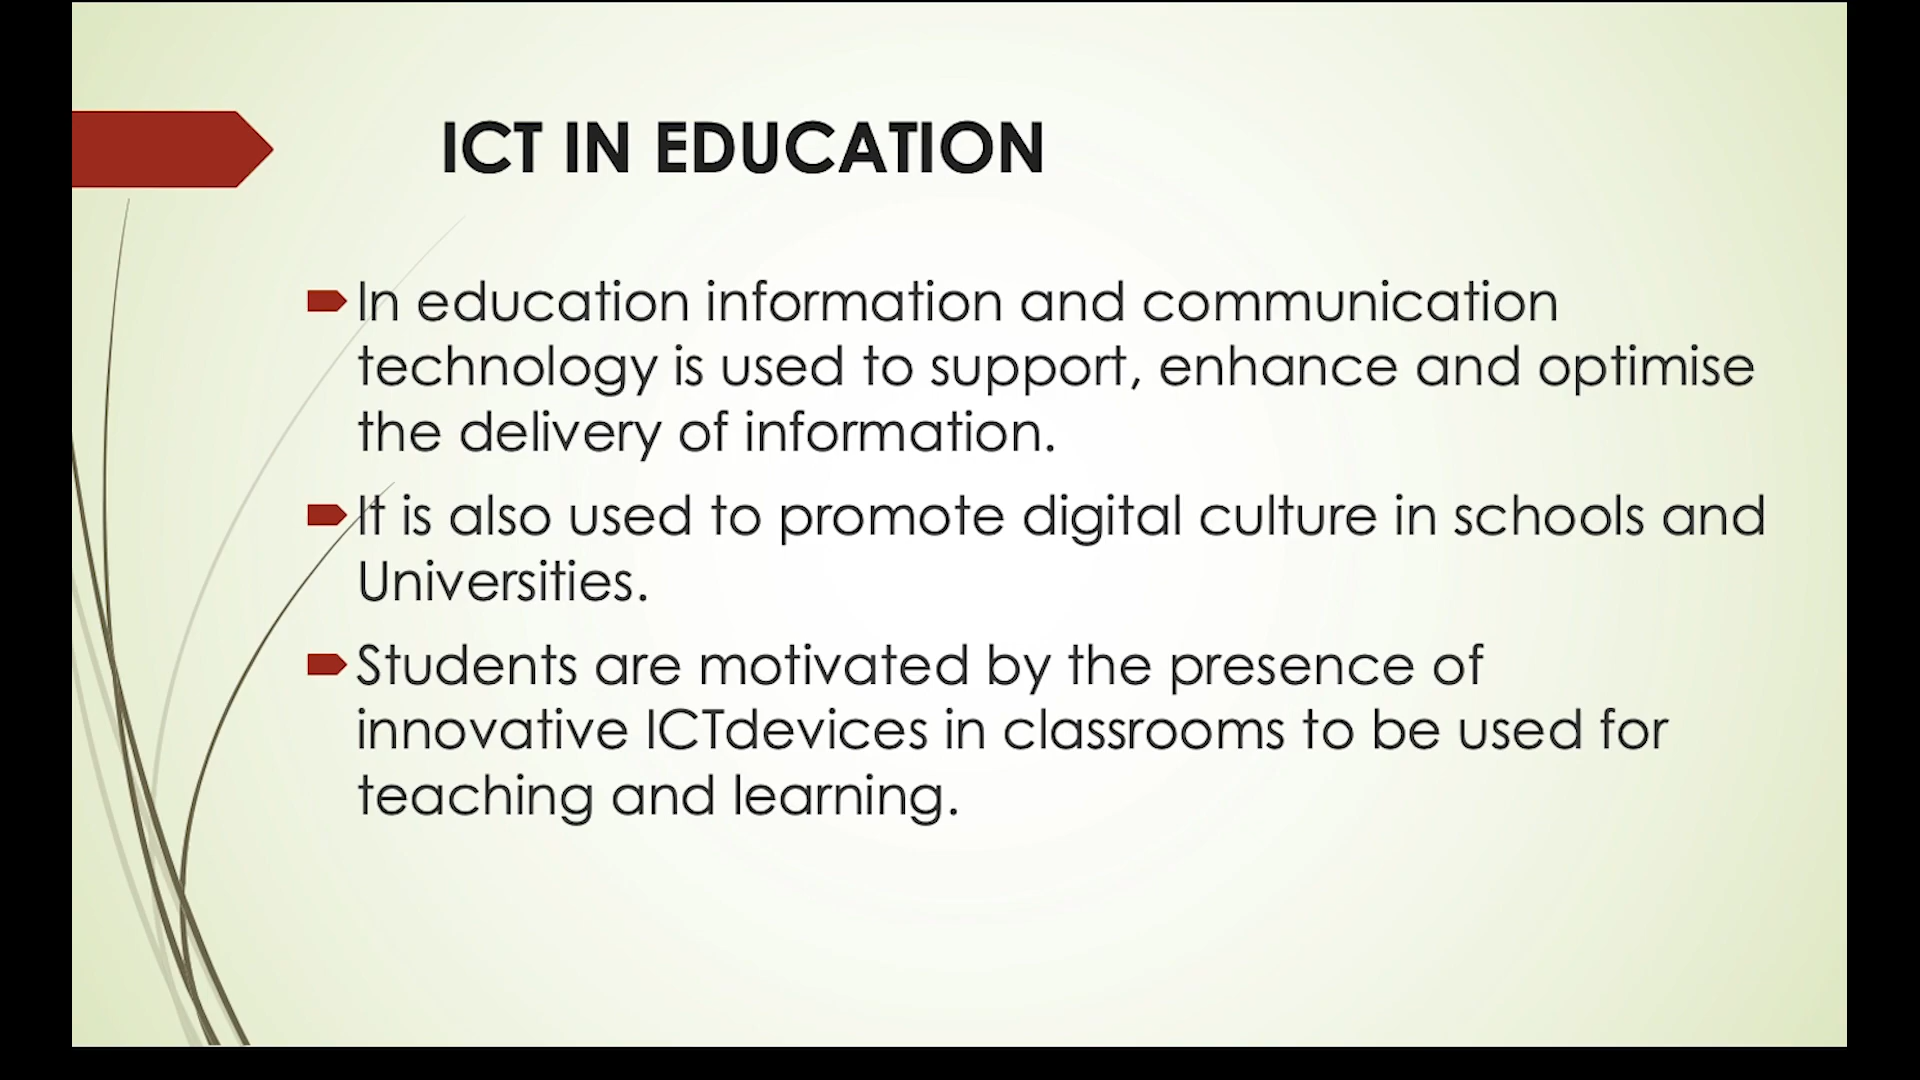 ICT IN EDUCATION
In education information and communication
technology is used to support, enhance and optimise
the delivery of information.
It is also used to promote digital culture in schools and
Universities.
Students are motivated by the presence of
innovative ICTdevices in classrooms to be used for
teaching and learning.